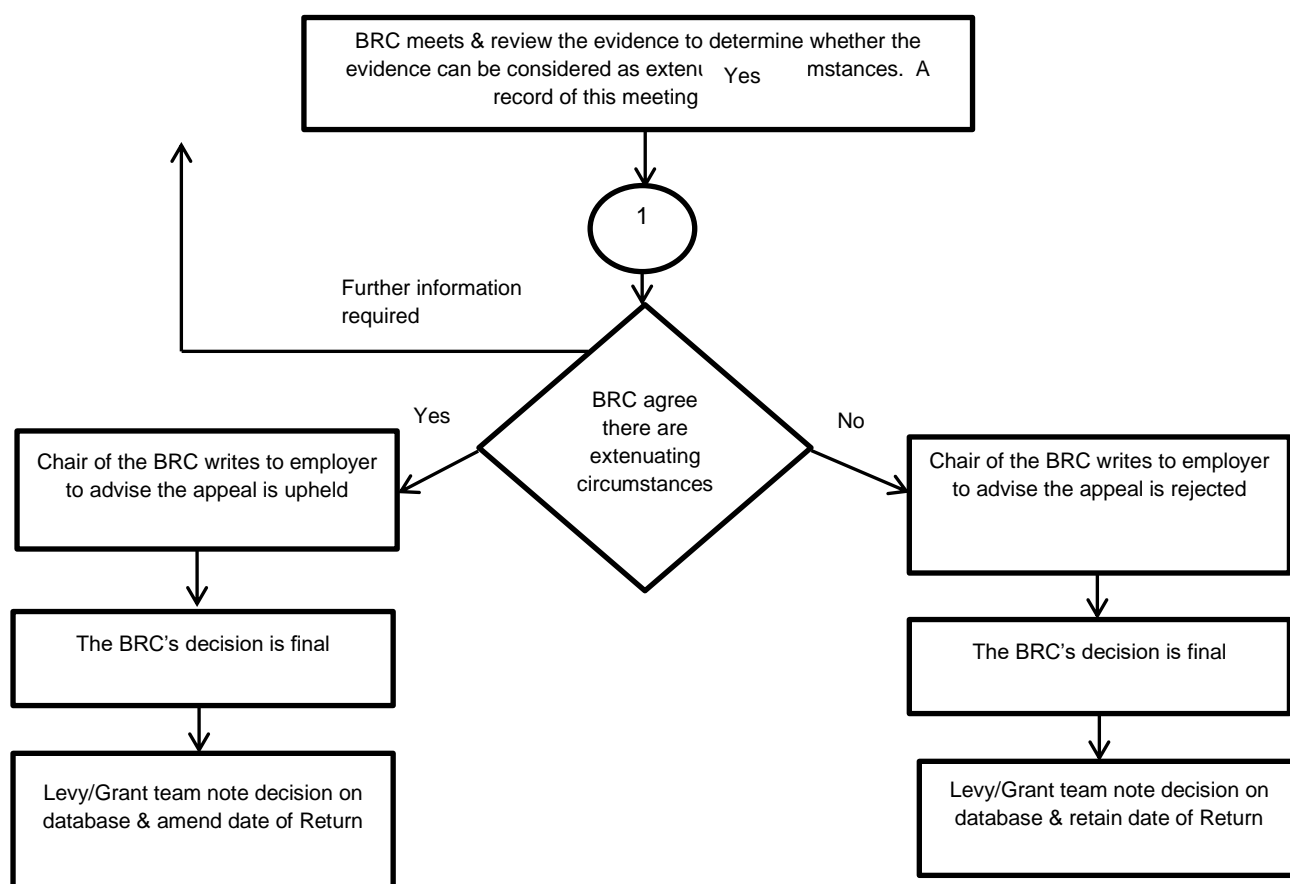 BRC meets & review the evidence to determine whether the
evidence can be considered as Yes mstances. A
record of this meeting
1
Further information
required
Yes
BRC agree
there are
extenuating
circumstances
No
Chair of the BRC writes to employer
to advise the appeal is upheld
Chair of the BRC writes to employer
to advise the appeal is rejected
The BRC’s decision is final
The BRC’s decision is final
Levy/Grant team note decision on
database & amend date of Return
Levy/Grant team note decision on
database & retain date of Return